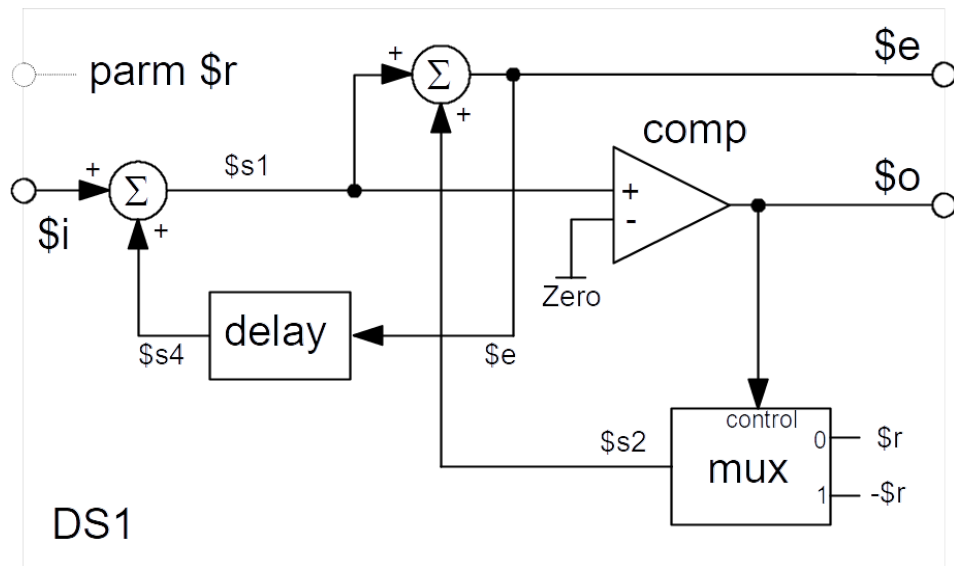 parm $r
+
+
Σ
+
$e
comp
+
Σ
+
$s1
$i
+
-
Zero
$o
delay
$s4
$e
$s2
control
mux
0
$r
1
-$r
DS1